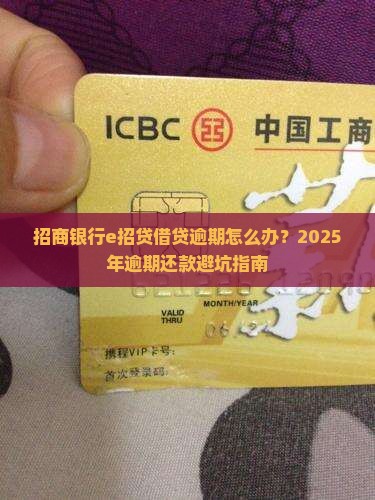 ICBC 中国工商
招商银行e招贷借贷逾期怎么办？2025
年逾期还款避坑指南
MONTH/YEAR
VALID
THRU
携程VIP卡号:
首次登录码: